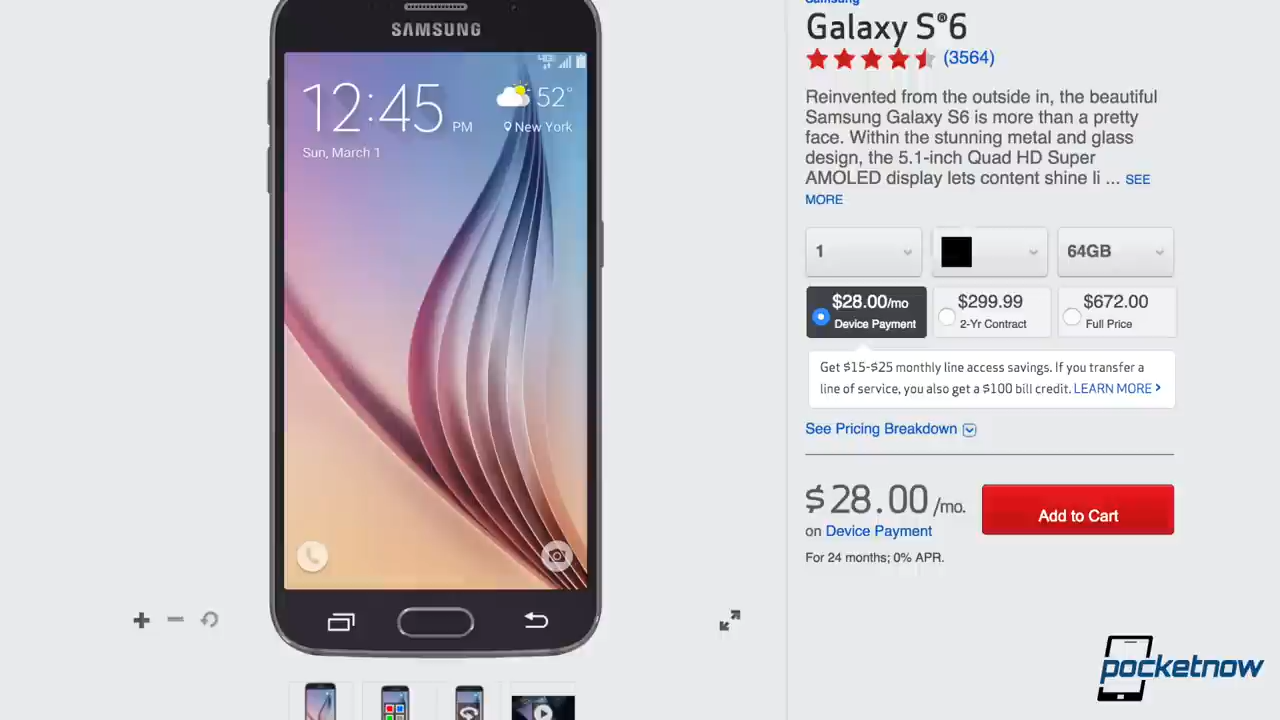 SAMSUNG
4G
12:45 PM
52°
New York
Sun, March 1
Samsung
Galaxy S®6
(3564)
Reinvented from the outside in, the beautiful
Samsung Galaxy S6 is more than a pretty
face. Within the stunning metal and glass
design, the 5.1-inch Quad HD Super
AMOLED display lets content shine li ... SEE
MORE
1
64GB
$28.00/mo
Device Payment
$299.99
2-Yr Contract
$672.00
Full Price
Get $15-$25 monthly line access savings. If you transfer a
line of service, you also get a $100 bill credit. LEARN MORE
See Pricing Breakdown
$28.00/mo.
on Device Payment
For 24 months; 0% APR.
Add to Cart
pocketnow